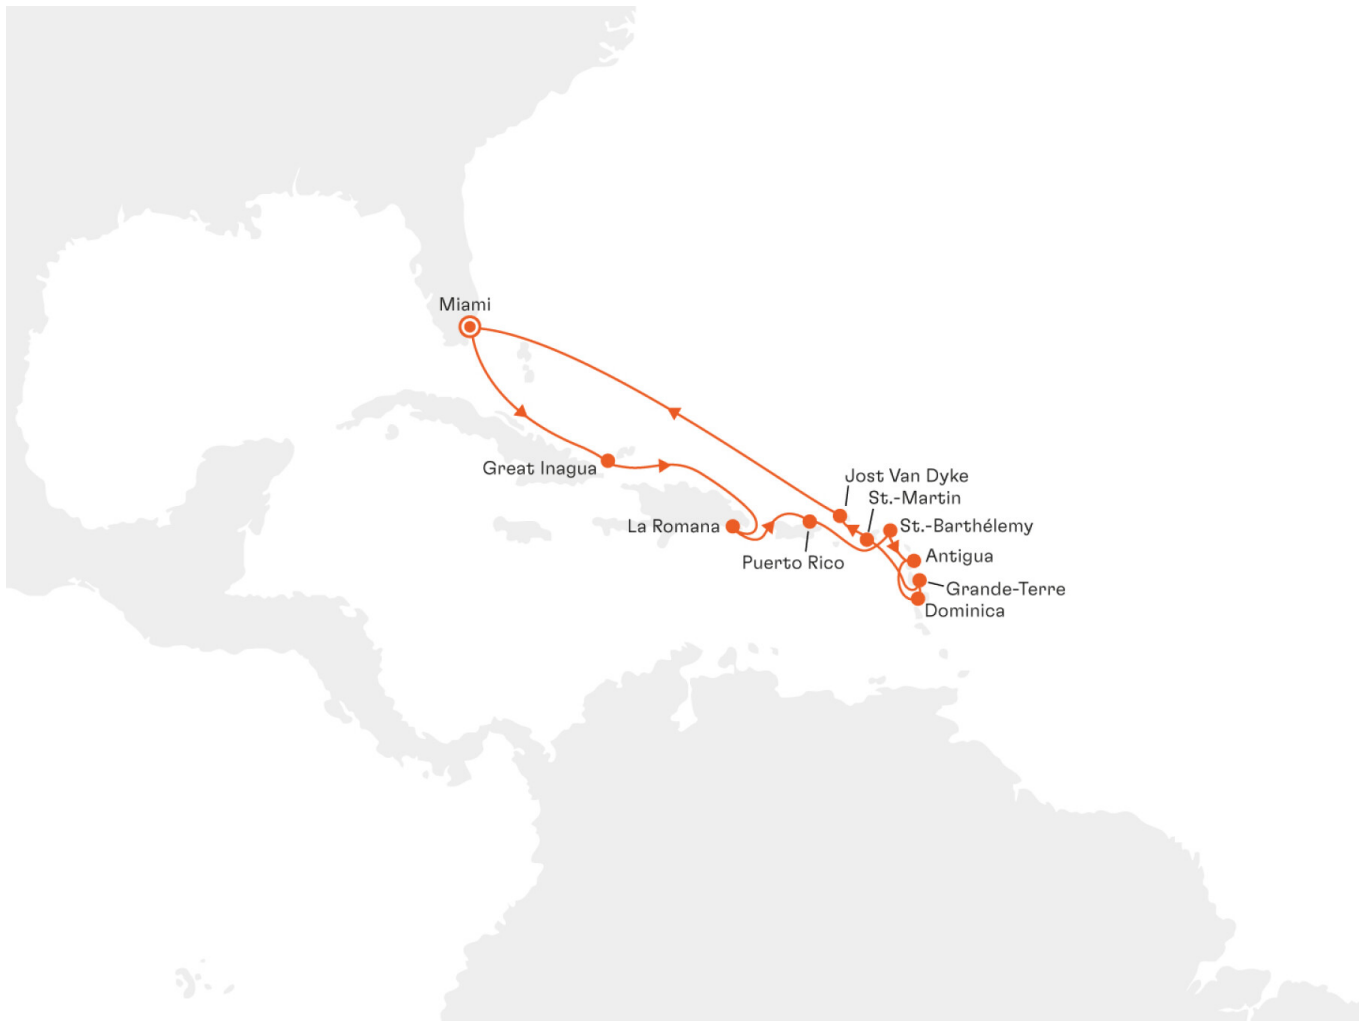 Miami
Great Inagua
Jost Van Dyke
St.-Martin
La Romana
St.-Barthélemy
Puerto Rico
Antigua
Grande-Terre
Dominica